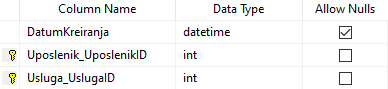 Column Name Data Type Allow Nulls
DatumKreiranja datetime
Uposlenik_UposlenikID int
Usluga_UslugaID int